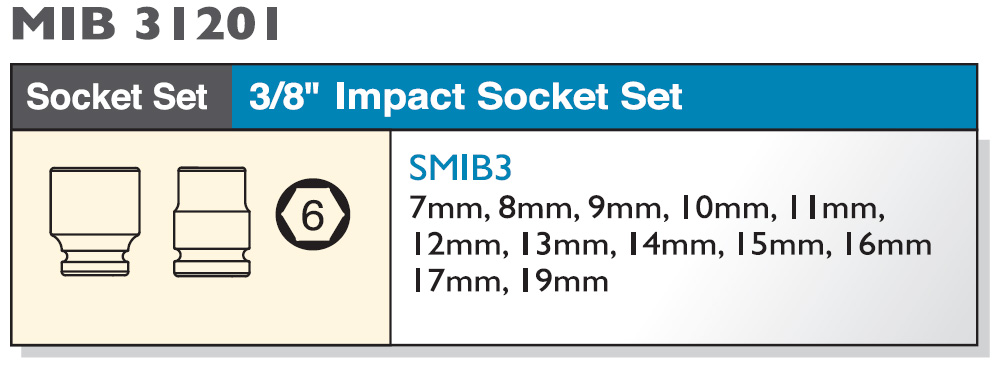 MIB 31201
Socket Set
3/8" Impact Socket Set
6
SMIB3
7mm, 8mm, 9mm, 10mm, 11mm,
12mm, 13mm, 14mm, 15mm, 16mm
17mm, 19mm